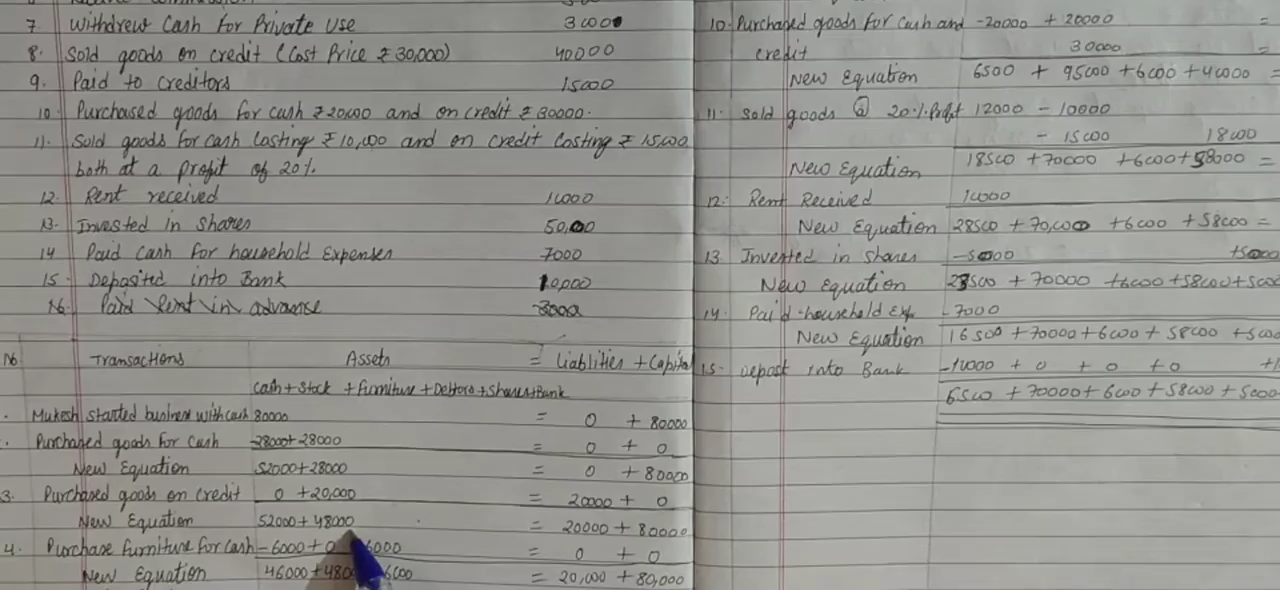 7. Withdrew Cash for Private Use 3000
8. Sold goods on credit (Cost Price ₹ 30,000) 40000
9. Paid to creditors 15000
10. Purchased goods for cash ₹ 20,000 and on credit ₹ 30000.
11. Sold goods for cash Costing ₹ 10,000 and on credit Costing ₹ 15,000
both at a profit of 20%.
12. Rent received 10000
13. Invested in shares 50,00
14 Paid Cash for household Expenses 7000
15 Deposited into Bank 10,000
16. Paid Rent in advance 3000
No Transactions Assets = Liablities + Capital
Cash + Stock + Furniture + Debtors + Shares + Bank
. Mukesh started business with cash 80000 = 0 + 80000
. Purchased goods for cash -28000 + 28000 = 0 + 0
New Equation 52000 + 28000 = 0 + 80000
3. Purchased goods on credit 0 + 20,000 = 20000 + 0
New Equation 52000 + 48000 = 20000 + 80000
4. Purchase furniture for cash - 6000 + 0 6000 = 0 + 0
New Equation 46000 + 480 6000 = 20,000 + 80,000
10. Purchased goods for cash and -20000 + 20000 =
credit 30000 =
New Equation 6500 + 95000 + 6000 + 40000 =
11. Sold goods @ 20% Profit 12000 - 10000
- 15000 18000
New Equation 18500 + 70000 + 6000 + 58000 =
12. Rent Received 10000
New Equation 28500 + 70,000 + 6000 + 58000 =
13. Invested in shares -5000 +5000
New Equation 23500 + 70000 + 6000 + 58000 + 5000
14. Paid household Exp. -7000
New Equation 16500 + 70000 + 6000 + 58000 + 5000
15. Depost into Bank -10000 + 0 + 0 + 0 +1
6500 + 70000 + 6000 + 58000 + 5000